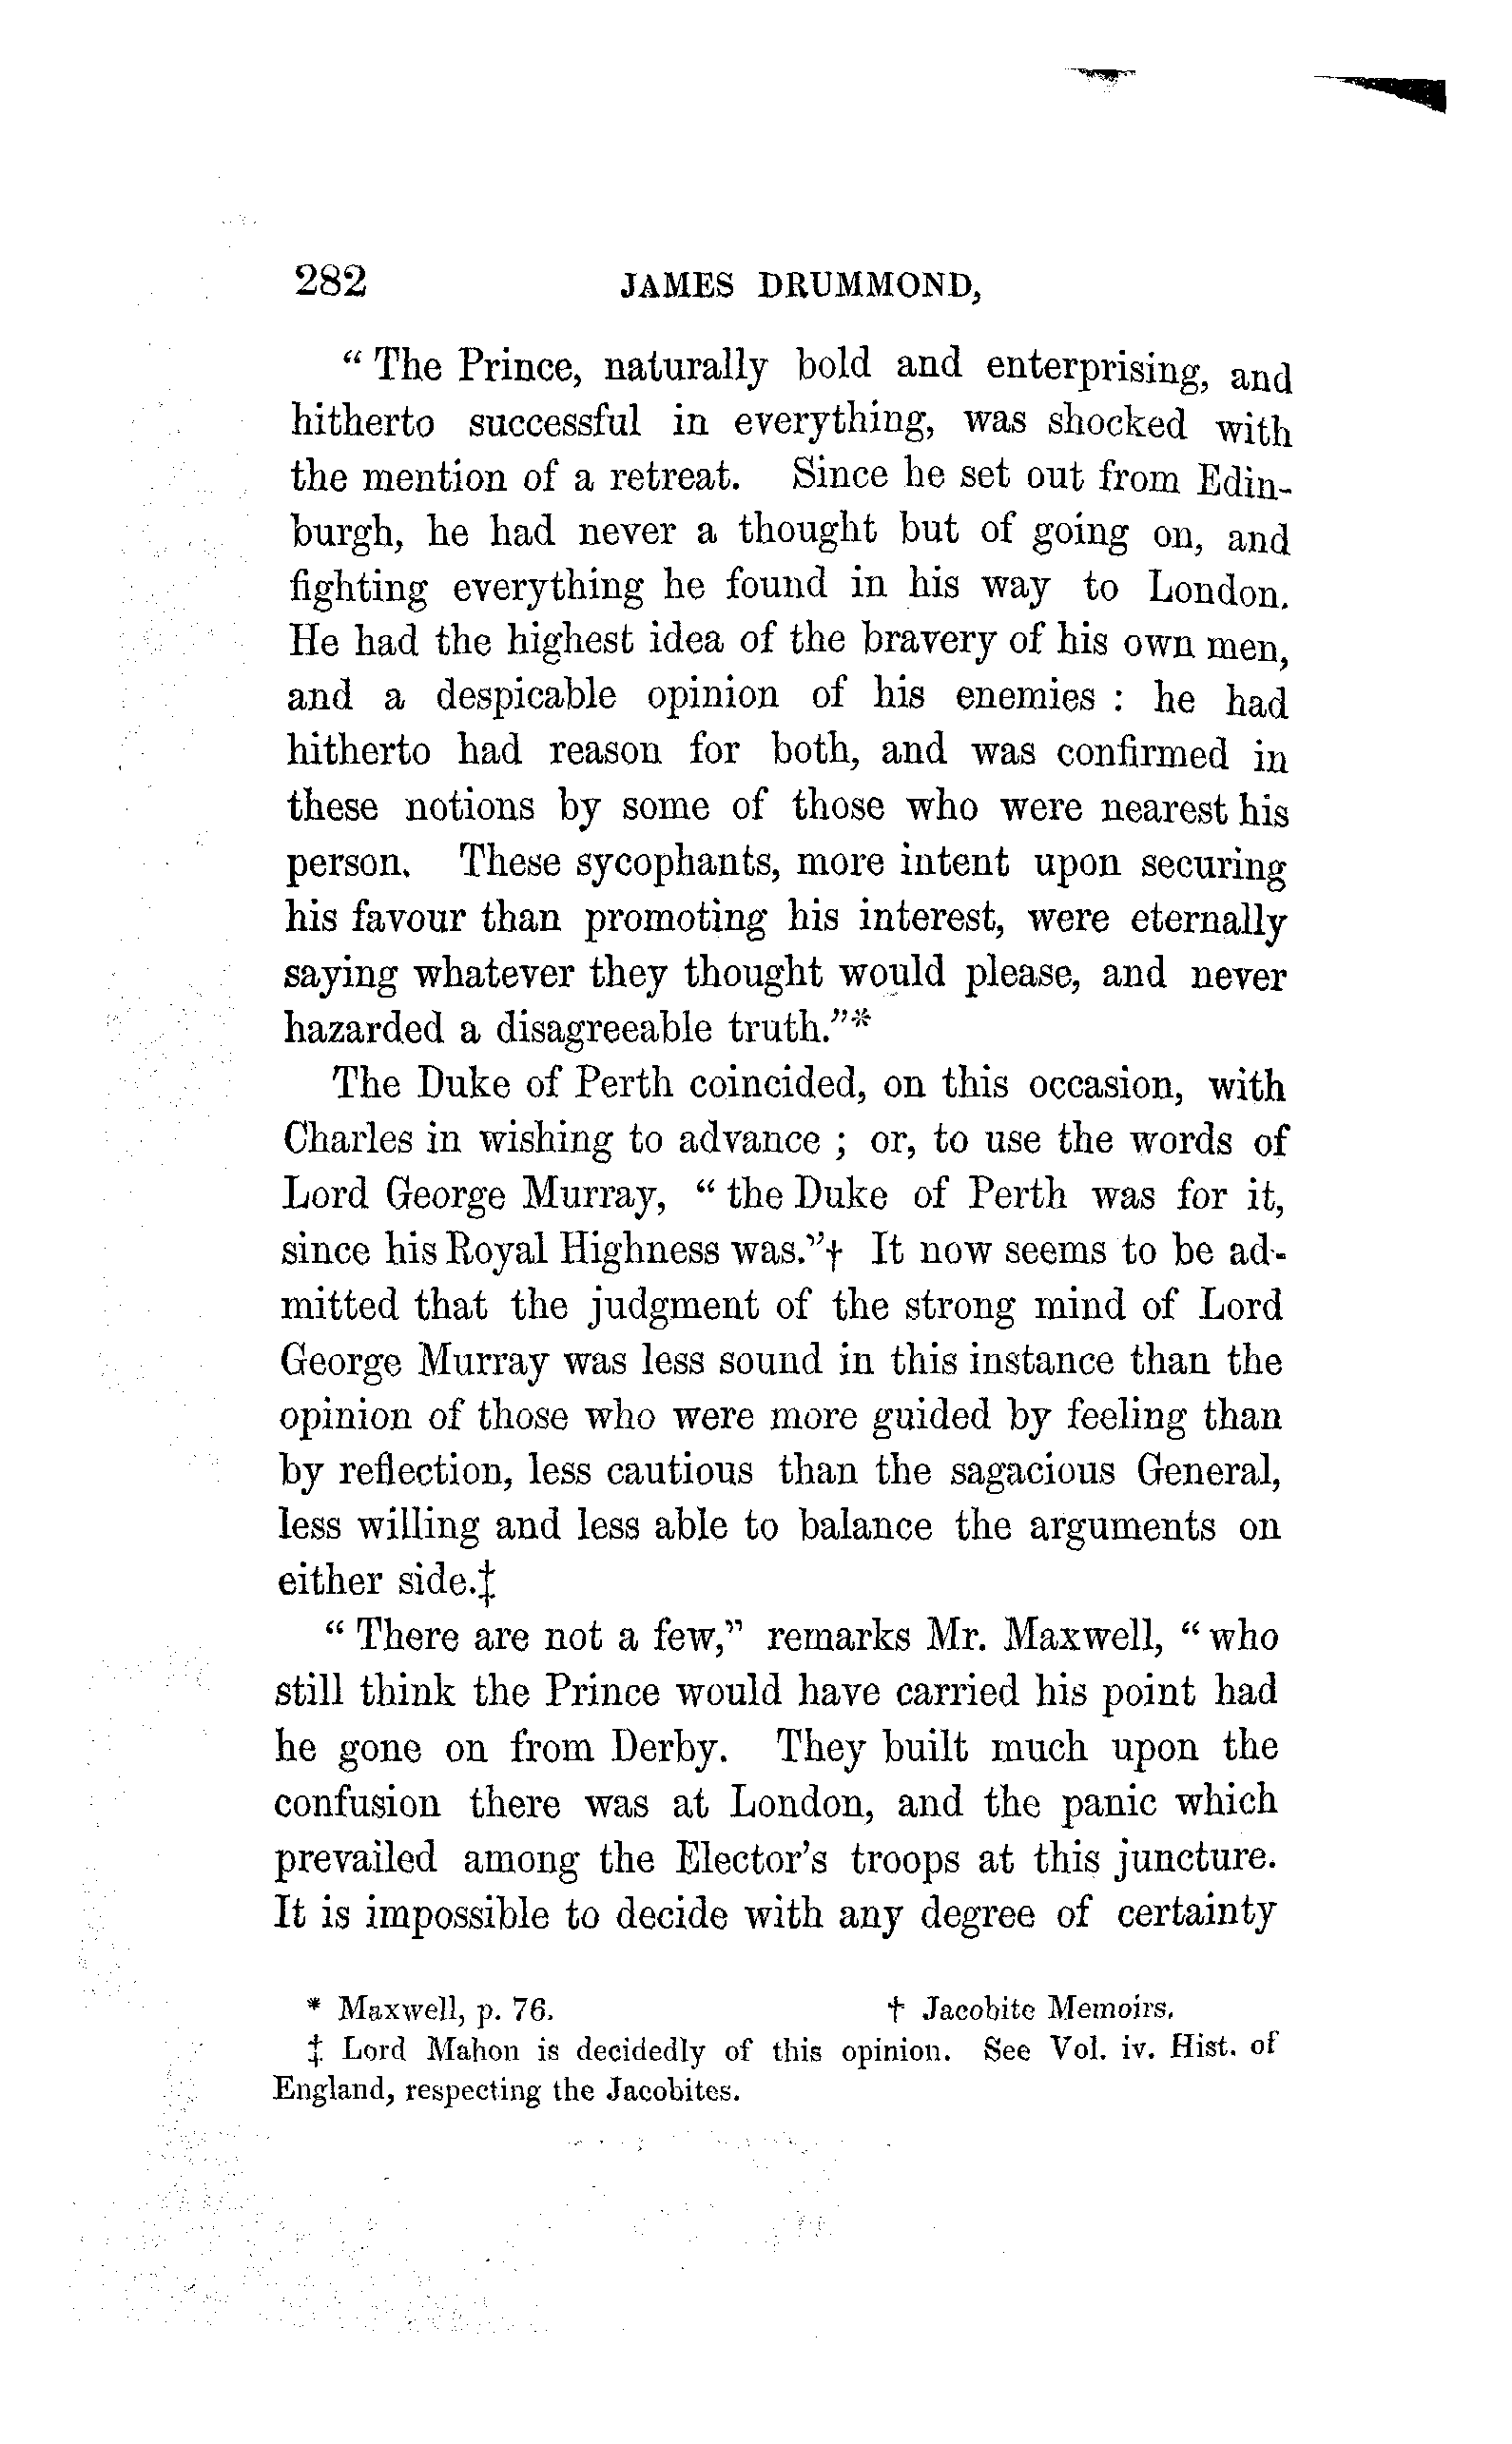 282 JAMES DRUMMOND,
“ The Prince, naturally bold and enterprising, and
hitherto successful in everything, was shocked with
the mention of a retreat. Since he set out from Edin-
burgh, he had never a thought but of going on, and
fighting everything he found in his way to London.
He had the highest idea of the bravery of his own men,
and a despicable opinion of his enemies : he had
hitherto had reason for both, and was confirmed in
these notions by some of those who were nearest his
person. These sycophants, more intent upon securing
his favour than promoting his interest, were eternally
saying whatever they thought would please, and never
hazarded a disagreeable truth.”*
The Duke of Perth coincided, on this occasion, with
Charles in wishing to advance ; or, to use the words of
Lord George Murray, “ the Duke of Perth was for it,
since his Royal Highness was.”† It now seems to be ad-
mitted that the judgment of the strong mind of Lord
George Murray was less sound in this instance than the
opinion of those who were more guided by feeling than
by reflection, less cautious than the sagacious General,
less willing and less able to balance the arguments on
either side.‡
“ There are not a few,” remarks Mr. Maxwell, “ who
still think the Prince would have carried his point had
he gone on from Derby. They built much upon the
confusion there was at London, and the panic which
prevailed among the Elector's troops at this juncture.
It is impossible to decide with any degree of certainty
* Maxwell, p. 76. † Jacobite Memoirs.
‡ Lord Mahon is decidedly of this opinion. See Vol. iv. Hist. of
England, respecting the Jacobites.